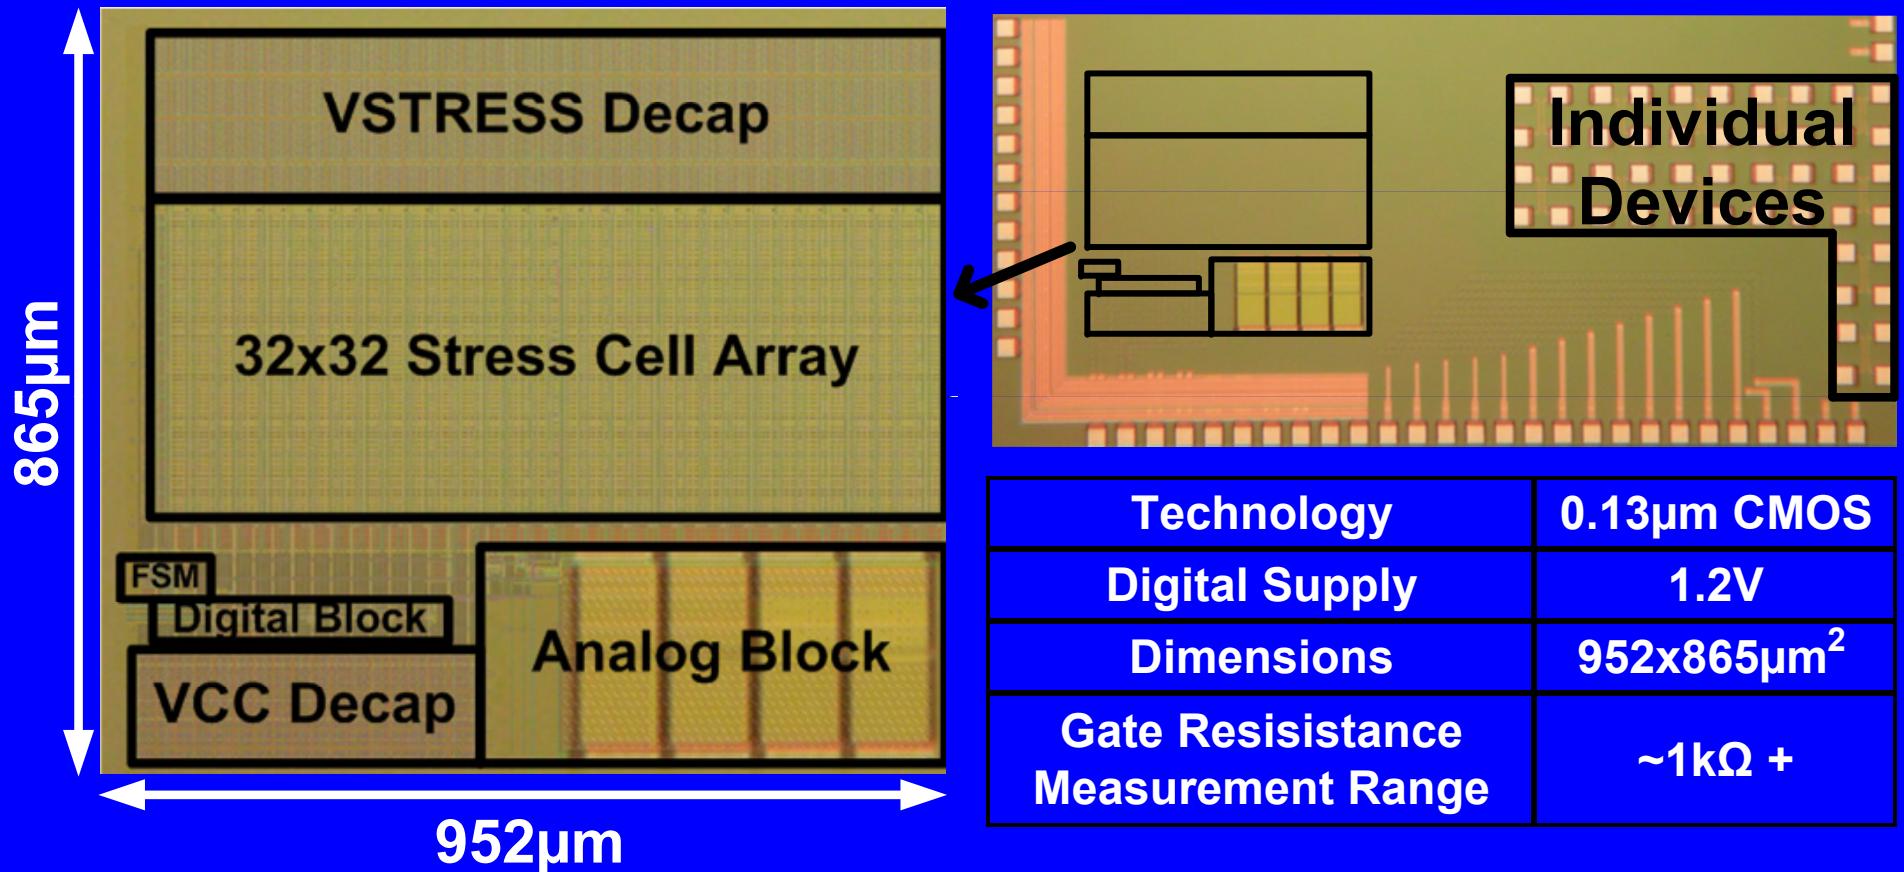 VSTRESS Decap
32x32 Stress Cell Array
FSM
Digital Block
VCC Decap
Analog Block
865µm
952µm
Individual
Devices
Technology
0.13µm CMOS
Digital Supply
1.2V
Dimensions
952x865µm²
Gate Resisistance
Measurement Range
~1kΩ +